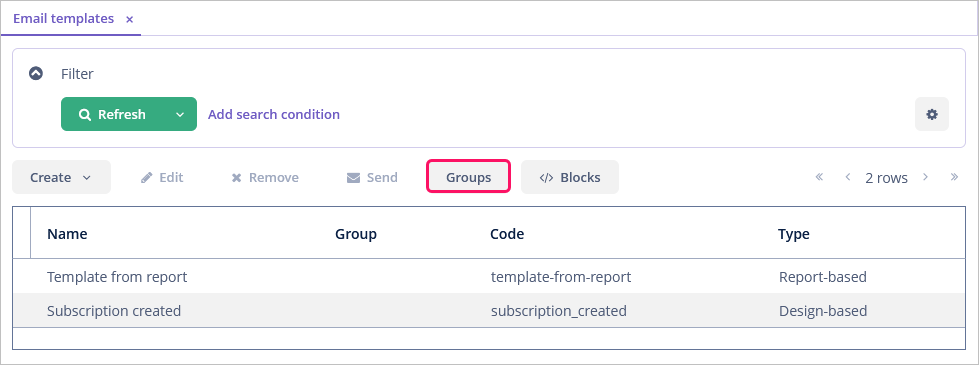 Email templates ×
Filter
Refresh Add search condition
Create Edit Remove Send Groups </> Blocks « ‹ 2 rows › »
Name Group Code Type
Template from report template-from-report Report-based
Subscription created subscription_created Design-based